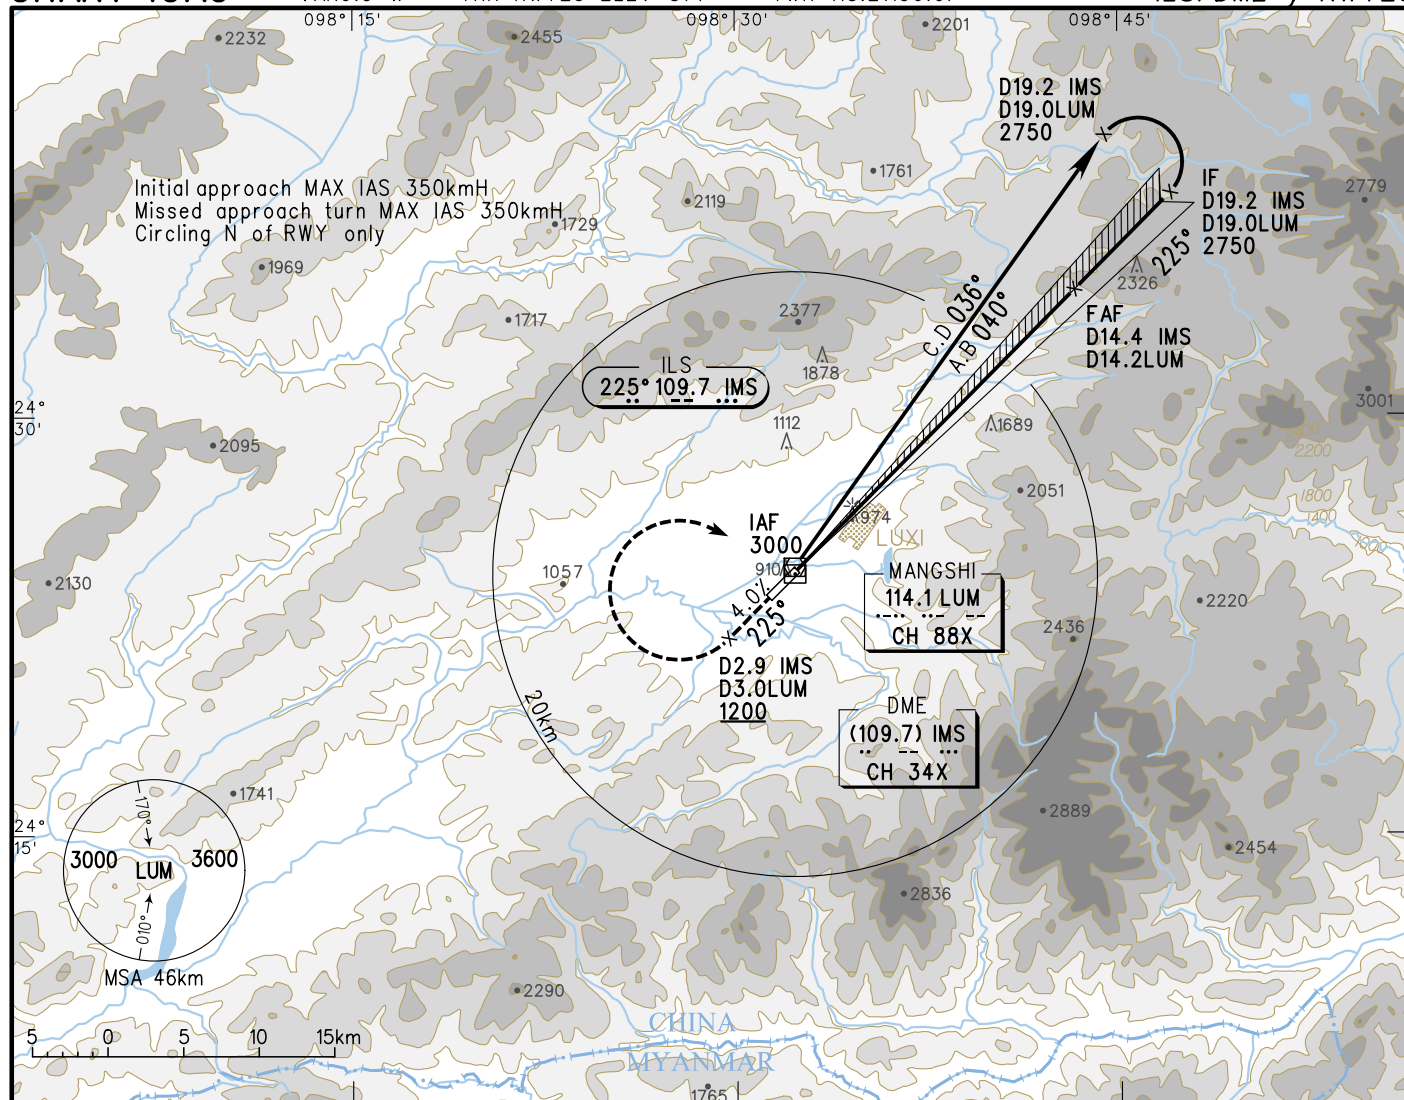 098° 15'
098° 30'
098° 45'
2232
2455
2201
D19.2 IMS
D19.0LUM
2750
1761
Initial approach MAX IAS 350kmH
Missed approach turn MAX IAS 350kmH
Circling N of RWY only
2119
1729
IF
D19.2 IMS
D19.0LUM
2750
2779
1969
225°
2326
C.D 036°
A.B 040°
2377
1717
FAF
D14.4 IMS
D14.2LUM
1878
ILS
225° 109.7 IMS
3001
24°
30'
1112
1689
2095
2200
1800
1400
2051
974
LUXI
IAF
3000
910
1057
2130
MANGSHI
114.1 LUM
CH 88X
2220
4.0%
225°
2436
D2.9 IMS
D3.0LUM
1200
20km
DME
(109.7) IMS
CH 34X
1741
2889
24°
15'
2454
170°
3000
LUM
3600
010°
MSA 46km
2836
2290
CHINA
MYANMAR
5 0 5 10 15km
1765